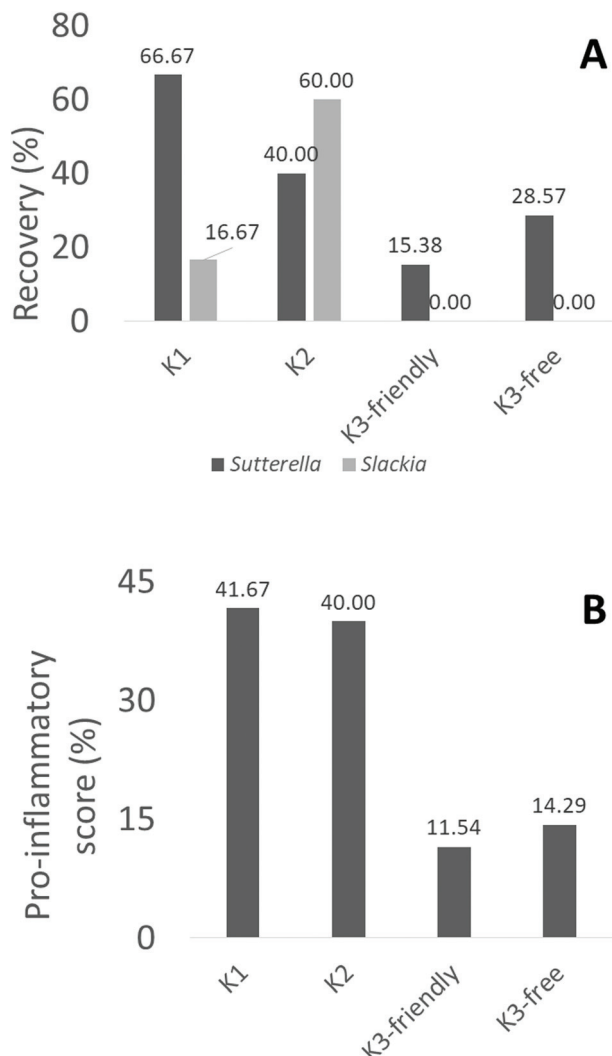 A
Recovery (%)
80
60
40
20
0
66.67
16.67
40.00
60.00
15.38
0.00
28.57
0.00
K1
K2
K3-friendly
K3-free
Sutterella
Slackia
B
Pro-inflammatory
score (%)
45
30
15
0
41.67
40.00
11.54
14.29
K1
K2
K3-friendly
K3-free